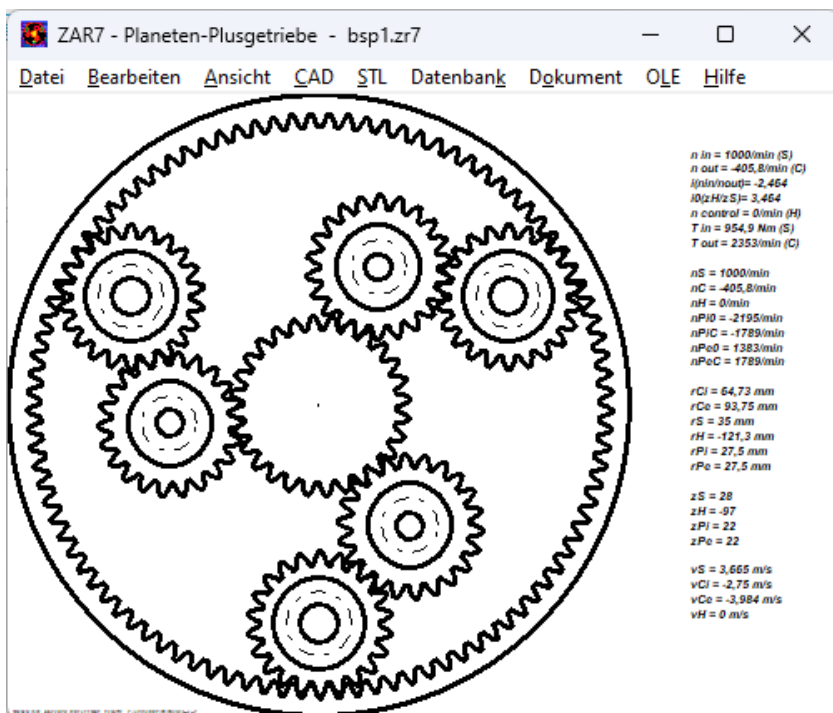 ZAR7 - Planeten-Plusgetriebe - bsp1.zr7
Datei Bearbeiten Ansicht CAD STL Datenbank Dokument OLE Hilfe
n in = 1000/min (S)
n out = -405,8/min (C)
i(nin/nout)= -2,464
i0(zH/zS)= 3,464
n control = 0/min (H)
T in = 954,9 Nm (S)
T out = 2353/min (C)
nS = 1000/min
nC = -405,8/min
nH = 0/min
nPi0 = -2195/min
nPiC = -1789/min
nPe0 = 1383/min
nPeC = 1789/min
rCi = 64,73 mm
rCe = 93,75 mm
rS = 35 mm
rH = -121,3 mm
rPi = 27,5 mm
rPe = 27,5 mm
zS = 28
zH = -97
zPi = 22
zPe = 22
vS = 3,665 m/s
vCi = -2,75 m/s
vCe = -3,984 m/s
vH = 0 m/s